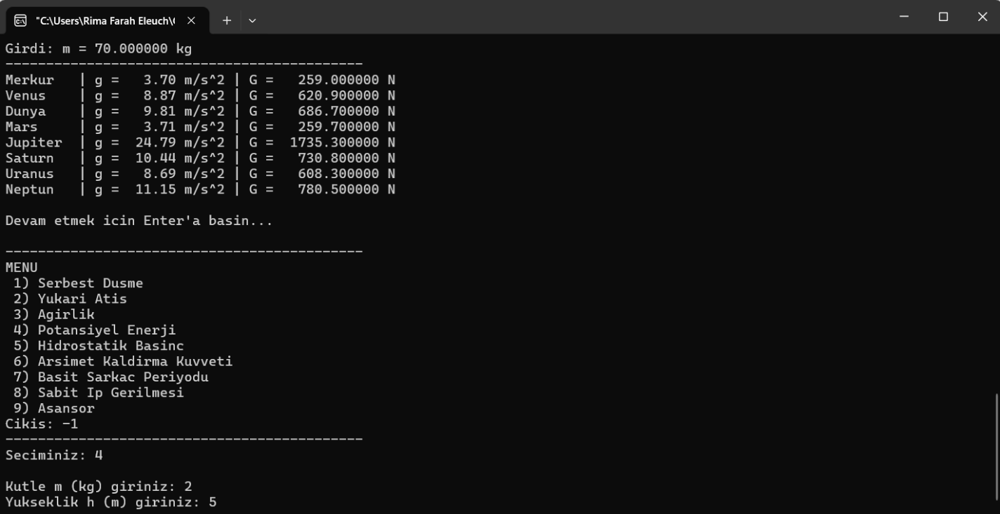 "C:\Users\Rima Farah Eleuch\
Girdi: m = 70.000000 kg
--------------------------------------------
Merkur   | g =   3.70 m/s^2 | G =   259.000000 N
Venus    | g =   8.87 m/s^2 | G =   620.900000 N
Dunya    | g =   9.81 m/s^2 | G =   686.700000 N
Mars     | g =   3.71 m/s^2 | G =   259.700000 N
Jupiter  | g =  24.79 m/s^2 | G =  1735.300000 N
Saturn   | g =  10.44 m/s^2 | G =   730.800000 N
Uranus   | g =   8.69 m/s^2 | G =   608.300000 N
Neptun   | g =  11.15 m/s^2 | G =   780.500000 N
Devam etmek icin Enter'a basin...
--------------------------------------------
MENU
 1) Serbest Dusme
 2) Yukari Atis
 3) Agirlik
 4) Potansiyel Enerji
 5) Hidrostatik Basinc
 6) Arsimet Kaldirma Kuvveti
 7) Basit Sarkac Periyodu
 8) Sabit Ip Gerilmesi
 9) Asansor
Cikis: -1
--------------------------------------------
Seciminiz: 4
Kutle m (kg) giriniz: 2
Yukseklik h (m) giriniz: 5